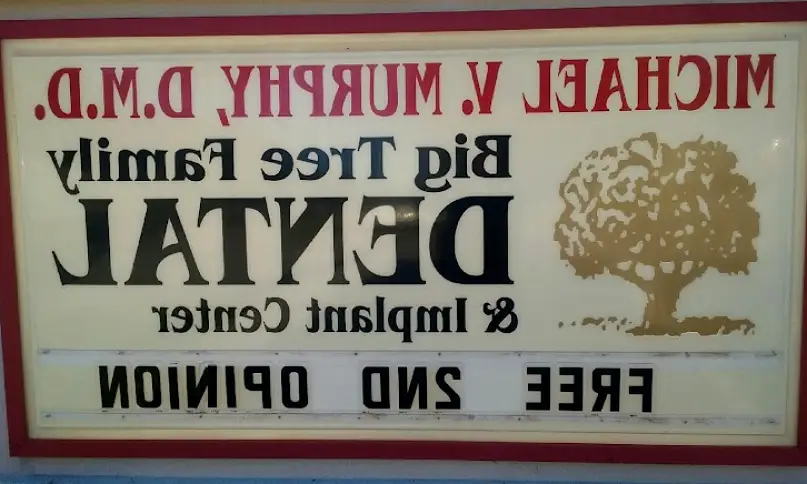 MICHAEL V. MURPHY, D.M.D.
Big Tree Family
DENTAL
& Implant Center
FREE 2ND OPINION